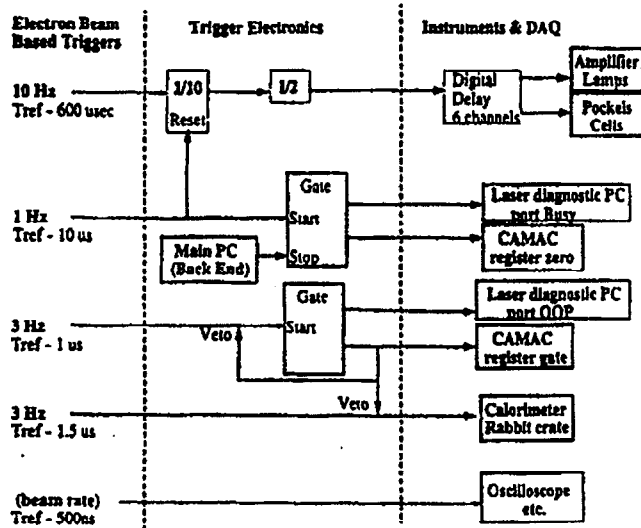 Electron Beam
Based Triggers
Trigger Electronics
Instruments & DAQ
10 Hz
Tref - 600 usec
1/10
Reset
1/2
Digital
Delay
6 channels
Amplifier
Lamps
Pockels
Cells
1 Hz
Tref - 10 us
Gate
Start
Stop
Main PC
(Back End)
Laser diagnostic PC
port Busy
CAMAC
register zero
3 Hz
Tref - 1 us
Veto
Gate
Start
Laser diagnostic PC
port OOP
CAMAC
register gate
3 Hz
Tref - 1.5 us
Veto
Calorimeter
Rabbit crate
(beam rate)
Tref - 500ns
Oscilloscope
etc.